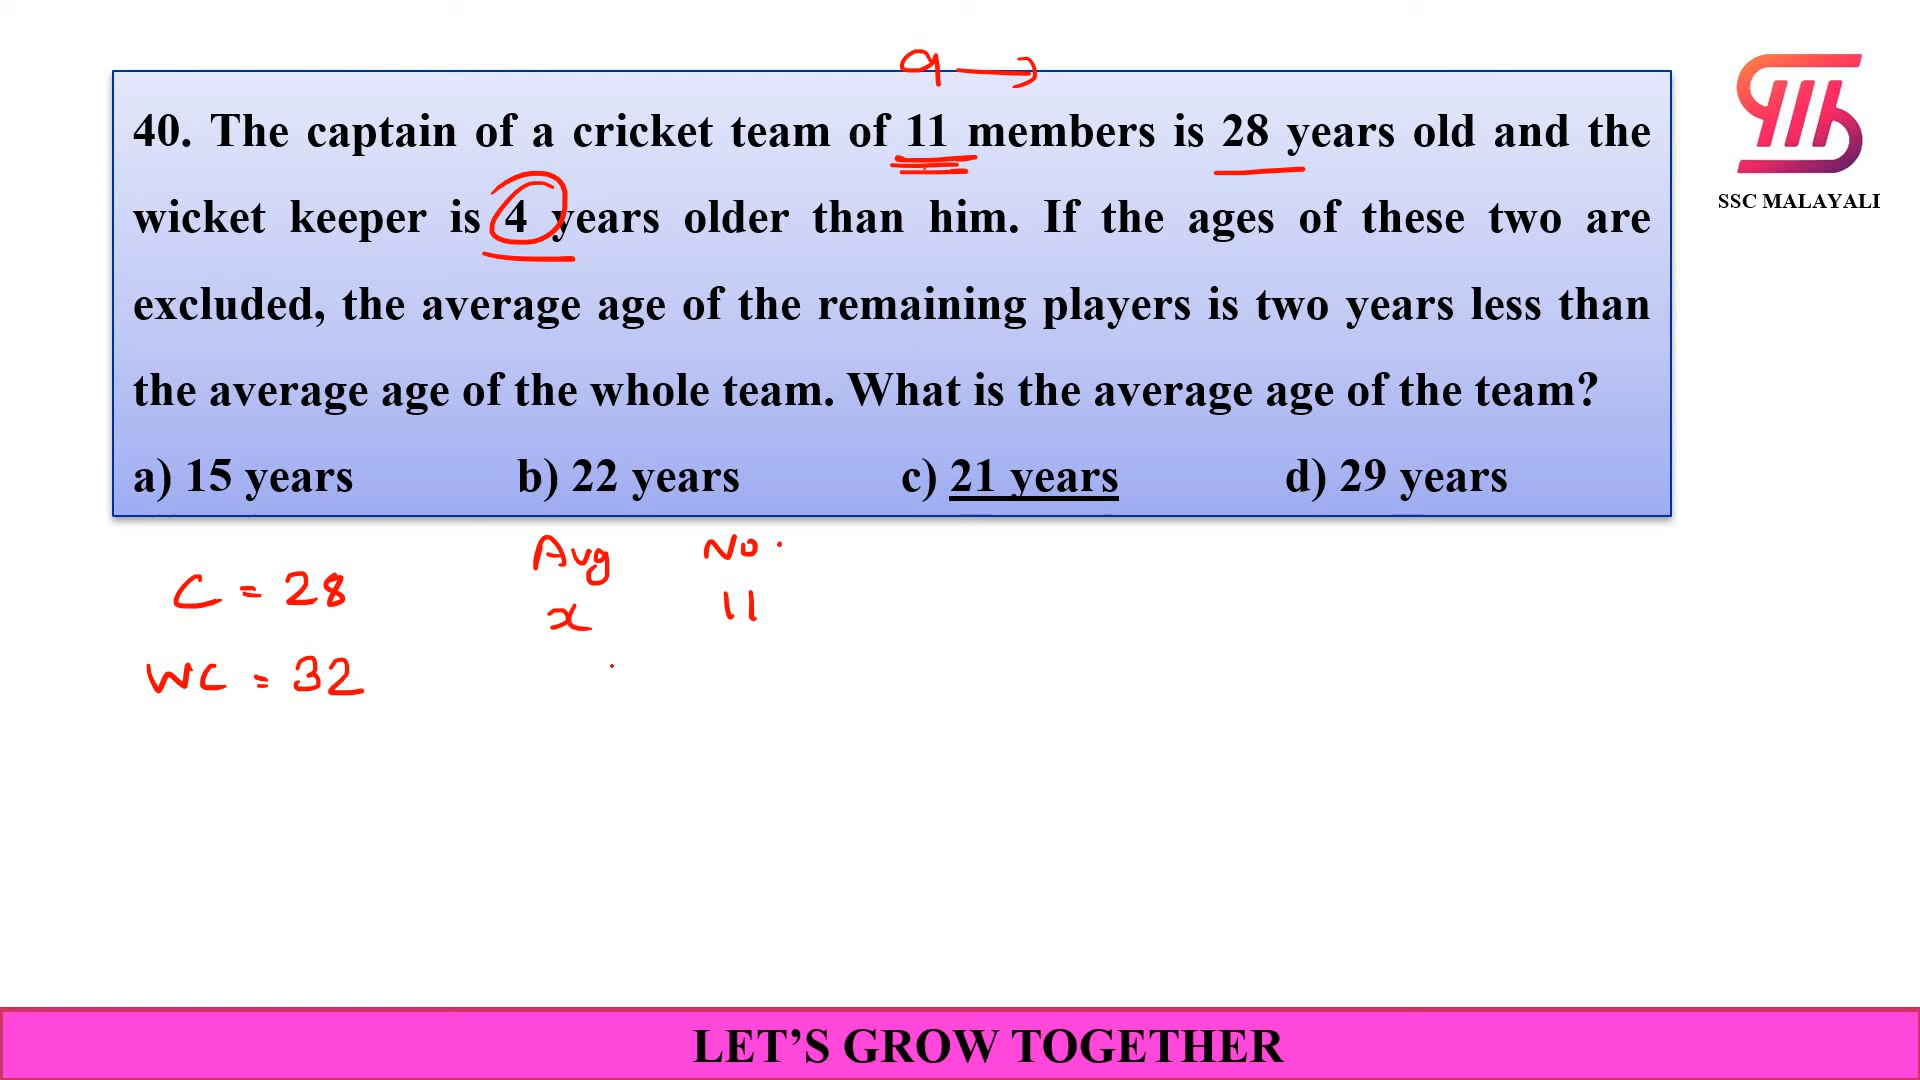 9 →
40. The captain of a cricket team of 11 members is 28 years old and the
wicket keeper is 4 years older than him. If the ages of these two are
excluded, the average age of the remaining players is two years less than
the average age of the whole team. What is the average age of the team?
a) 15 years b) 22 years c) 21 years d) 29 years
SSC MALAYALI
Avg No.
C = 28
x 11
WC = 32
LET’S GROW TOGETHER